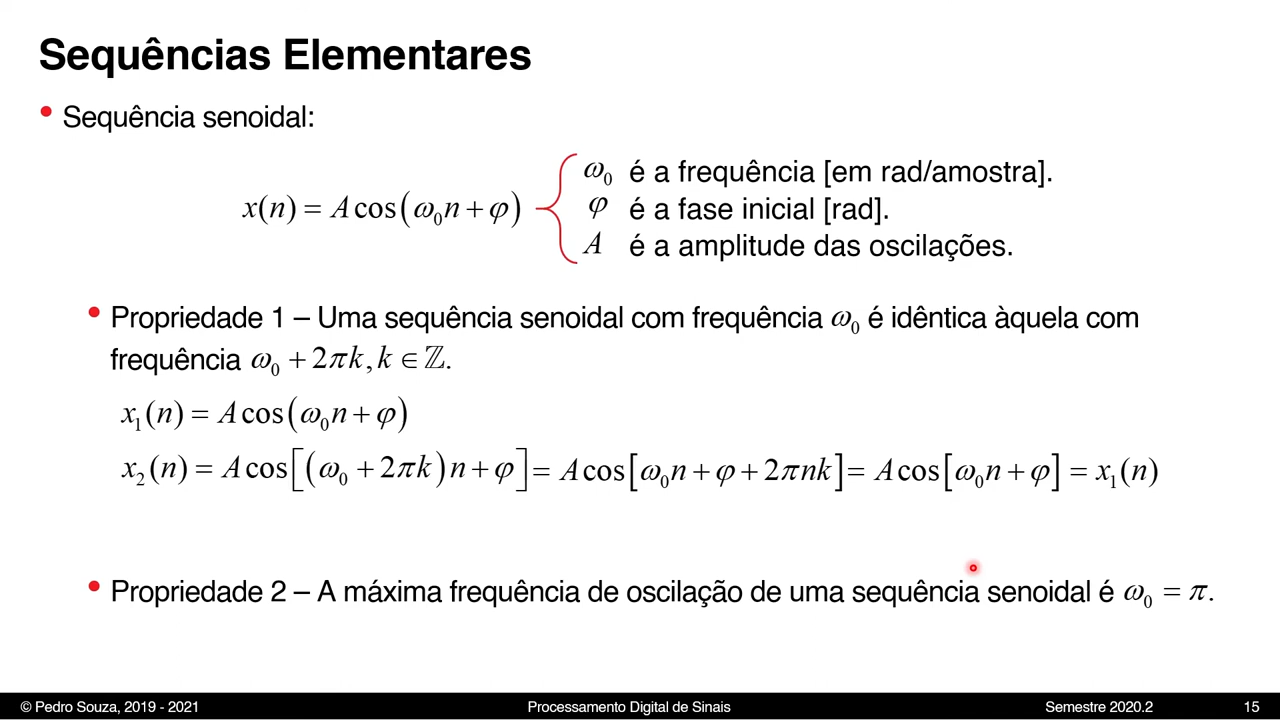 Sequências Elementares
• Sequência senoidal:
x(n) = A cos(ω₀n + φ)
ω₀ é a frequência [em rad/amostra].
φ é a fase inicial [rad].
A é a amplitude das oscilações.
• Propriedade 1 – Uma sequência senoidal com frequência ω₀ é idêntica àquela com
frequência ω₀ + 2πk, k ∈ ℤ.
x₁(n) = A cos(ω₀n + φ)
x₂(n) = A cos[(ω₀ + 2πk)n + φ] = A cos[ω₀n + φ + 2πnk] = A cos[ω₀n + φ] = x₁(n)
• Propriedade 2 – A máxima frequência de oscilação de uma sequência senoidal é ω₀ = π.
© Pedro Souza, 2019 - 2021 Processamento Digital de Sinais Semestre 2020.2 15